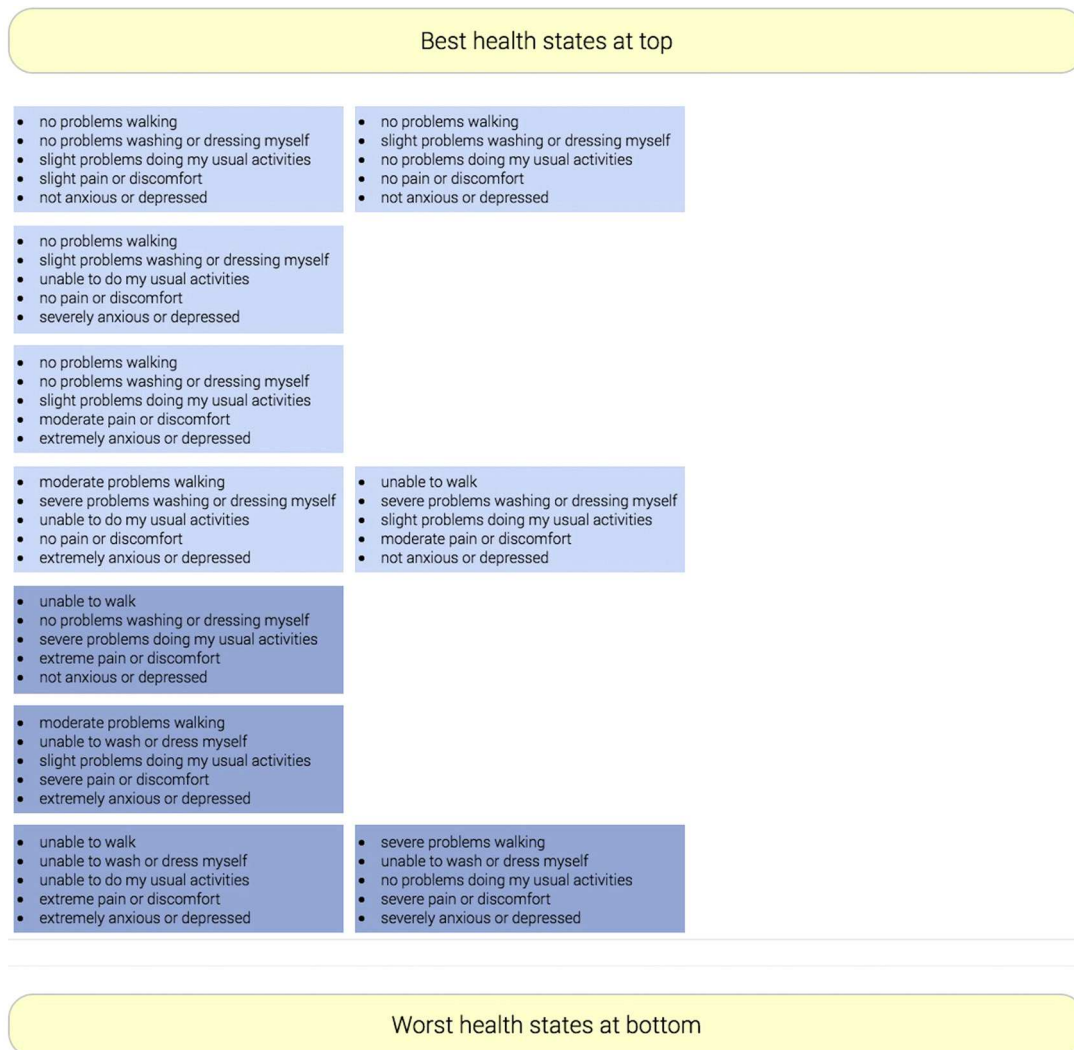 Best health states at top
• no problems walking
• no problems washing or dressing myself
• slight problems doing my usual activities
• slight pain or discomfort
• not anxious or depressed
• no problems walking
• slight problems washing or dressing myself
• no problems doing my usual activities
• no pain or discomfort
• not anxious or depressed
• no problems walking
• slight problems washing or dressing myself
• unable to do my usual activities
• no pain or discomfort
• severely anxious or depressed
• no problems walking
• no problems washing or dressing myself
• slight problems doing my usual activities
• moderate pain or discomfort
• extremely anxious or depressed
• moderate problems walking
• severe problems washing or dressing myself
• unable to do my usual activities
• no pain or discomfort
• extremely anxious or depressed
• unable to walk
• severe problems washing or dressing myself
• slight problems doing my usual activities
• moderate pain or discomfort
• not anxious or depressed
• unable to walk
• no problems washing or dressing myself
• severe problems doing my usual activities
• extreme pain or discomfort
• not anxious or depressed
• moderate problems walking
• unable to wash or dress myself
• slight problems doing my usual activities
• severe pain or discomfort
• extremely anxious or depressed
• unable to walk
• unable to wash or dress myself
• unable to do my usual activities
• extreme pain or discomfort
• extremely anxious or depressed
• severe problems walking
• unable to wash or dress myself
• no problems doing my usual activities
• severe pain or discomfort
• severely anxious or depressed
Worst health states at bottom